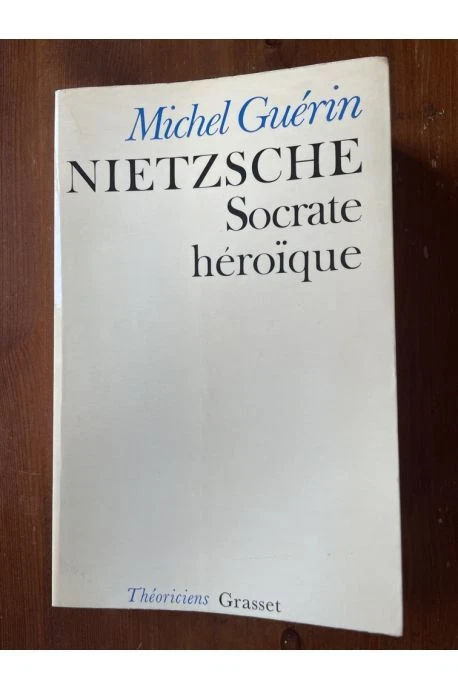 Michel Guérin
NIETZSCHE
Socrate
héroïque
Théoriciens Grasset